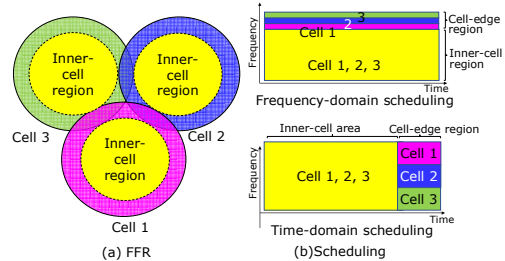 Inner-
cell
region
Inner-
cell
region
Cell 3
Cell 2
Inner-
cell
region
Cell 1
(a) FFR
Frequency
3
2
Cell 1
Cell 1, 2, 3
Cell-edge
region
Inner-cell
region
Time
Frequency-domain scheduling
Inner-cell area
Cell-edge region
Frequency
Cell 1, 2, 3
Cell 1
Cell 2
Cell 3
Time
Time-domain scheduling
(b)Scheduling